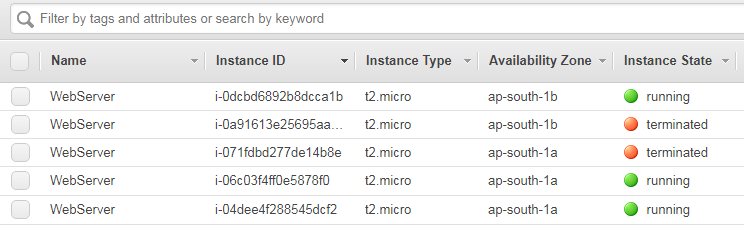 Filter by tags and attributes or search by keyword
Name Instance ID Instance Type Availability Zone Instance State
WebServer i-0dcbd6892b8dcca1b t2.micro ap-south-1b running
WebServer i-0a91613e25695aa... t2.micro ap-south-1b terminated
WebServer i-071fdbd277de14b8e t2.micro ap-south-1a terminated
WebServer i-06c03f4ff0e5878f0 t2.micro ap-south-1a running
WebServer i-04dee4f288545dcf2 t2.micro ap-south-1a running